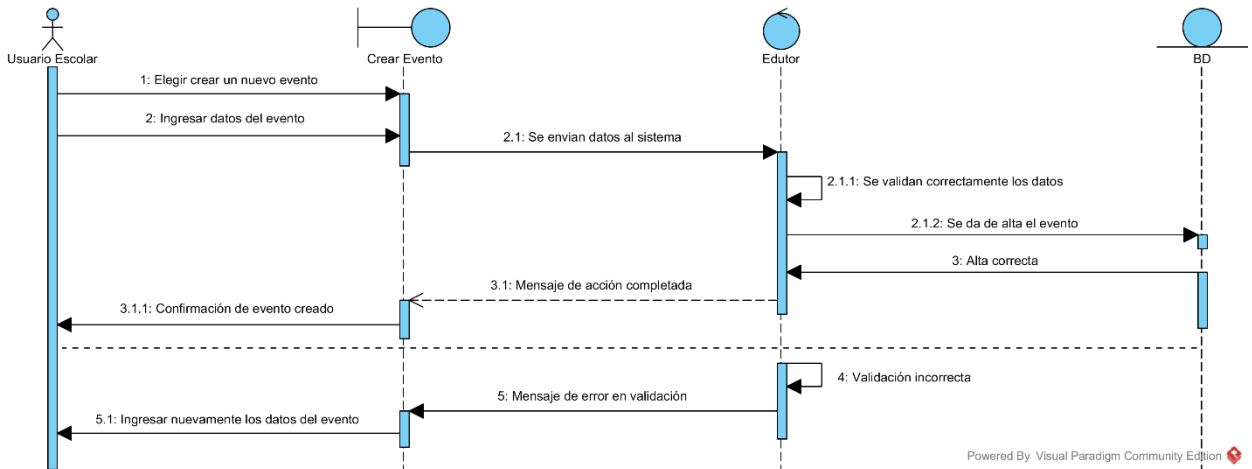 Usuario Escolar
Crear Evento
Edutor
BD
1: Elegir crear un nuevo evento
2: Ingresar datos del evento
2.1: Se envian datos al sistema
2.1.1: Se validan correctamente los datos
2.1.2: Se da de alta el evento
3: Alta correcta
3.1: Mensaje de acción completada
3.1.1: Confirmación de evento creado
4: Validación incorrecta
5: Mensaje de error en validación
5.1: Ingresar nuevamente los datos del evento
Powered By Visual Paradigm Community Edition